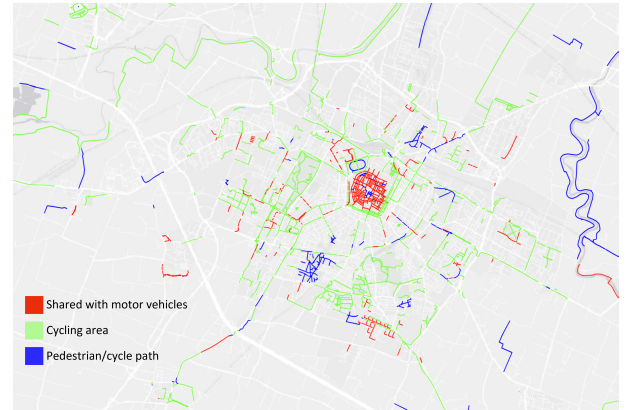 Shared with motor vehicles
Cycling area
Pedestrian/cycle path